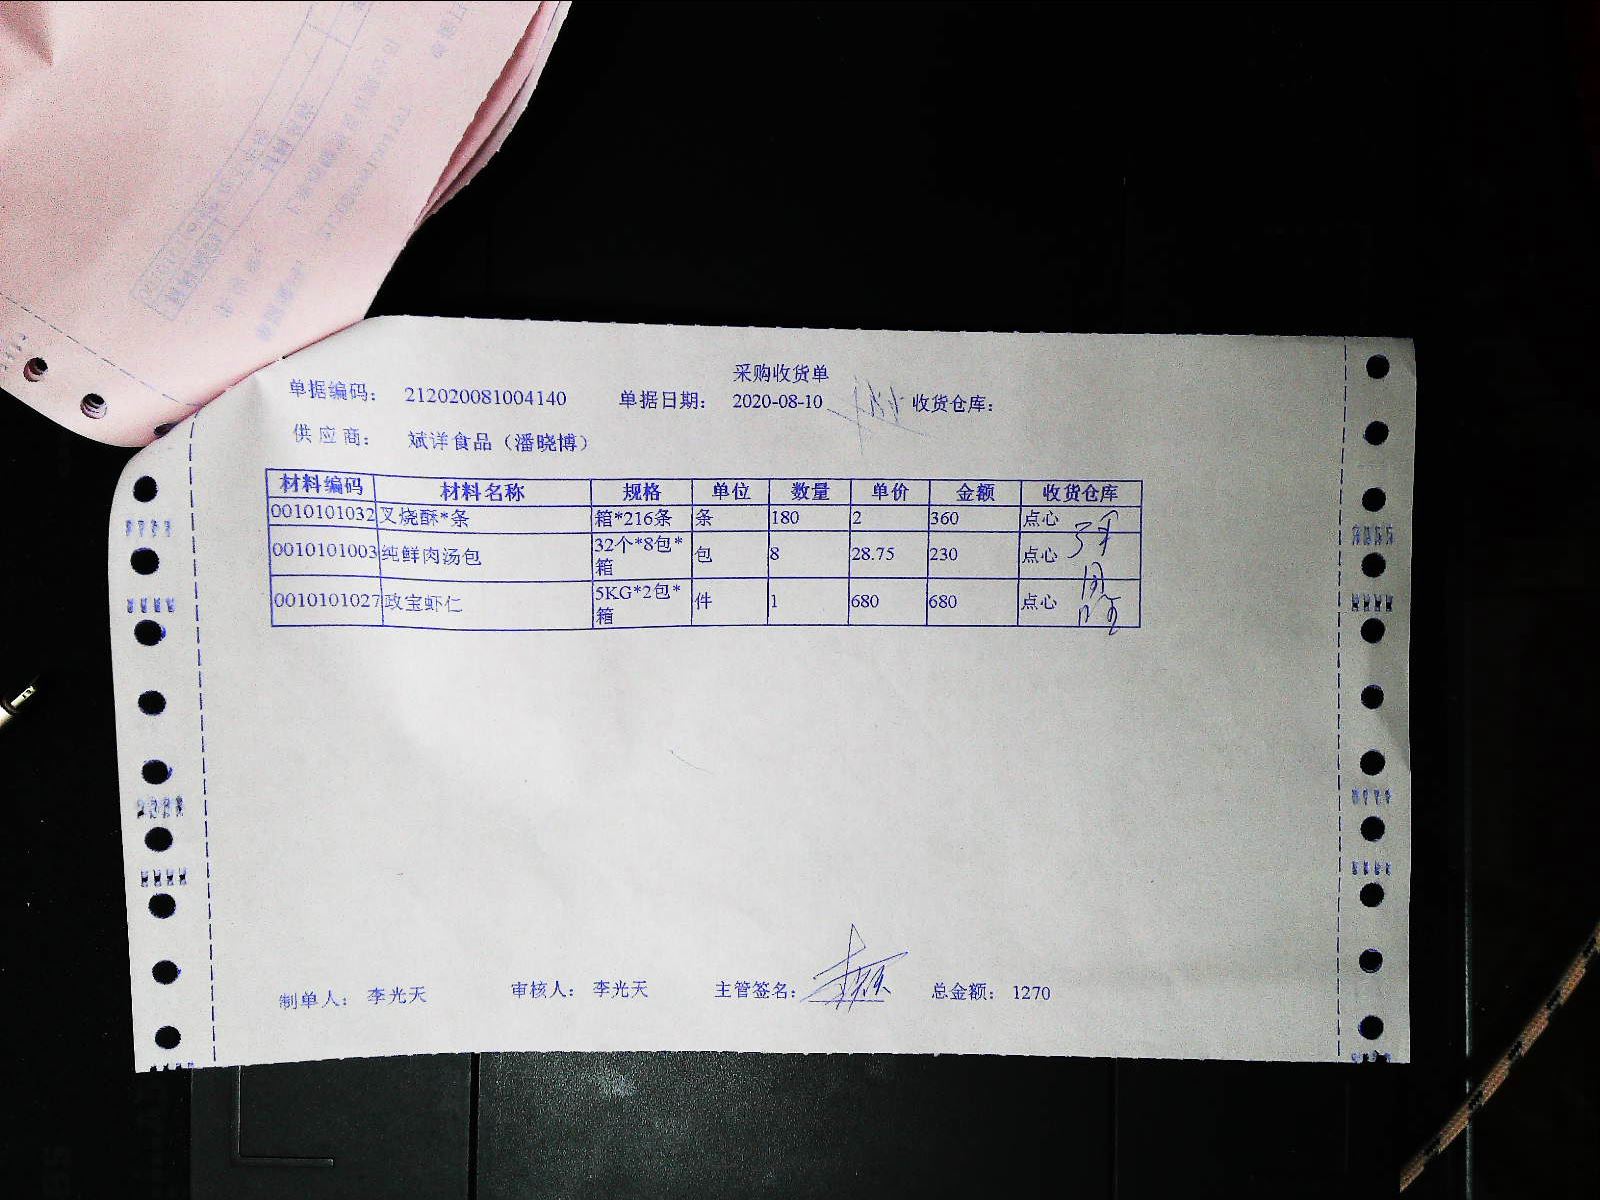 采购收货单
单据编码： 212020081004140 单据日期： 2020-08-10 收货仓库：
供应商： 斌详食品（潘晓博）
材料编码 材料名称 规格 单位 数量 单价 金额 收货仓库
0010101032 叉烧酥*条 箱*216条 条 180 2 360 点心
0010101003 纯鲜肉汤包 32个*8包*箱 包 8 28.75 230 点心
0010101027 政宝虾仁 5KG*2包*箱 件 1 680 680 点心
制单人： 李光天 审核人： 李光天 主管签名： 总金额： 1270